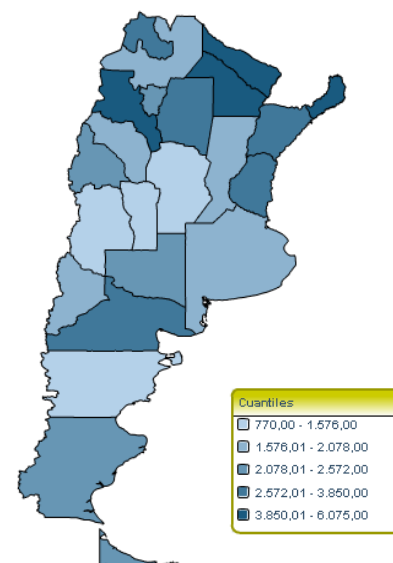 Cuantiles
770,00 - 1.576,00
1.576,01 - 2.078,00
2.078,01 - 2.572,00
2.572,01 - 3.850,00
3.850,01 - 6.075,00